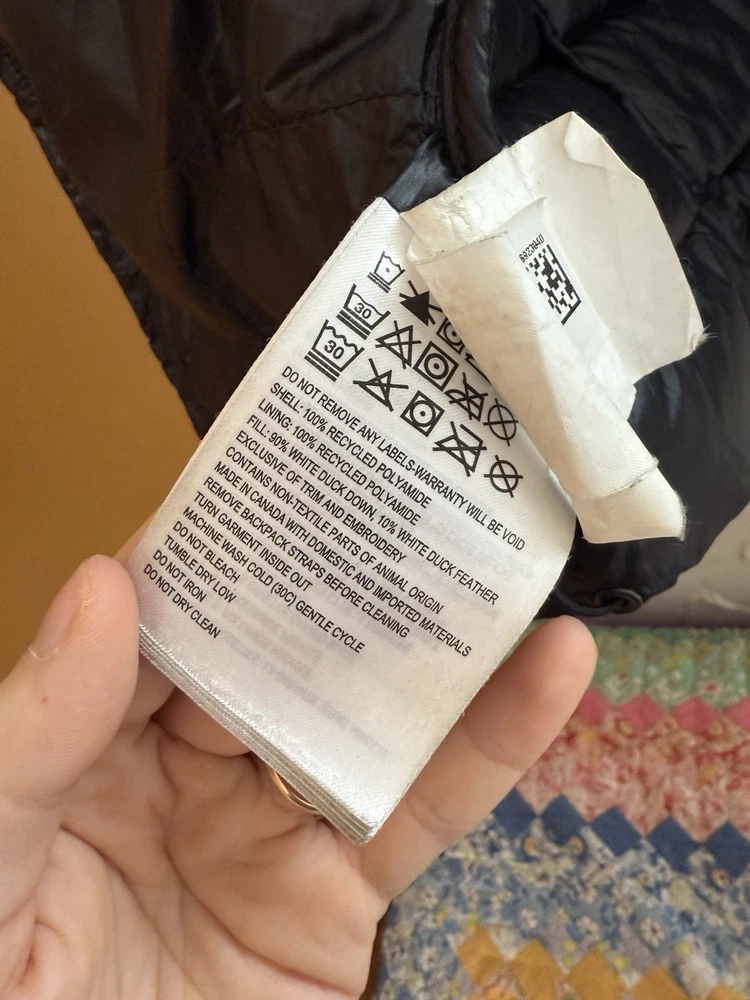 6923940
30
30
DO NOT REMOVE ANY LABELS-WARRANTY WILL BE VOID
SHELL: 100% RECYCLED POLYAMIDE
LINING: 100% RECYCLED POLYAMIDE
FILL: 90% WHITE DUCK DOWN, 10% WHITE DUCK FEATHER
EXCLUSIVE OF TRIM AND EMBROIDERY
CONTAINS NON-TEXTILE PARTS OF ANIMAL ORIGIN
MADE IN CANADA WITH DOMESTIC AND IMPORTED MATERIALS
REMOVE BACKPACK STRAPS BEFORE CLEANING
TURN GARMENT INSIDE OUT
MACHINE WASH COLD (30C) GENTLE CYCLE
DO NOT BLEACH
TUMBLE DRY LOW
DO NOT IRON
DO NOT DRY CLEAN